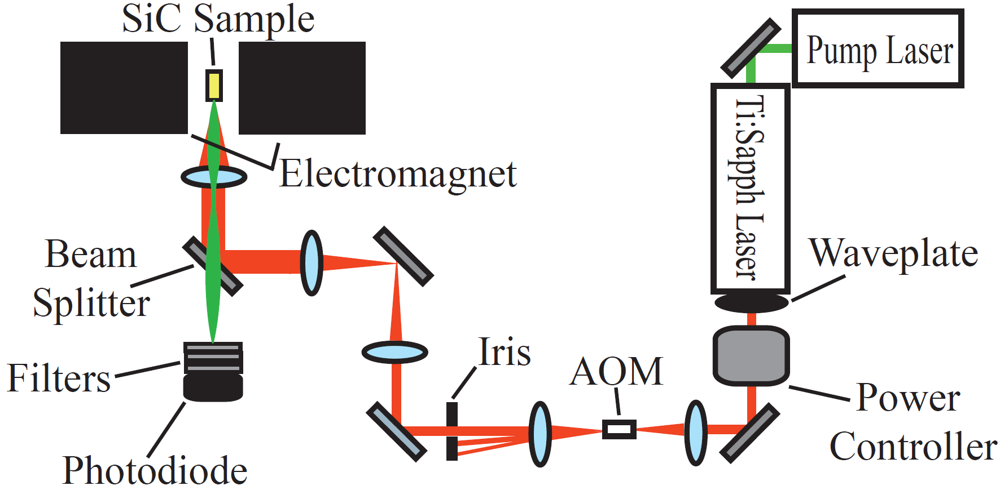 SiC Sample
Pump Laser
Ti:Sapph Laser
Electromagnet
Beam
Splitter
Waveplate
Iris
AOM
Filters
Power
Controller
Photodiode